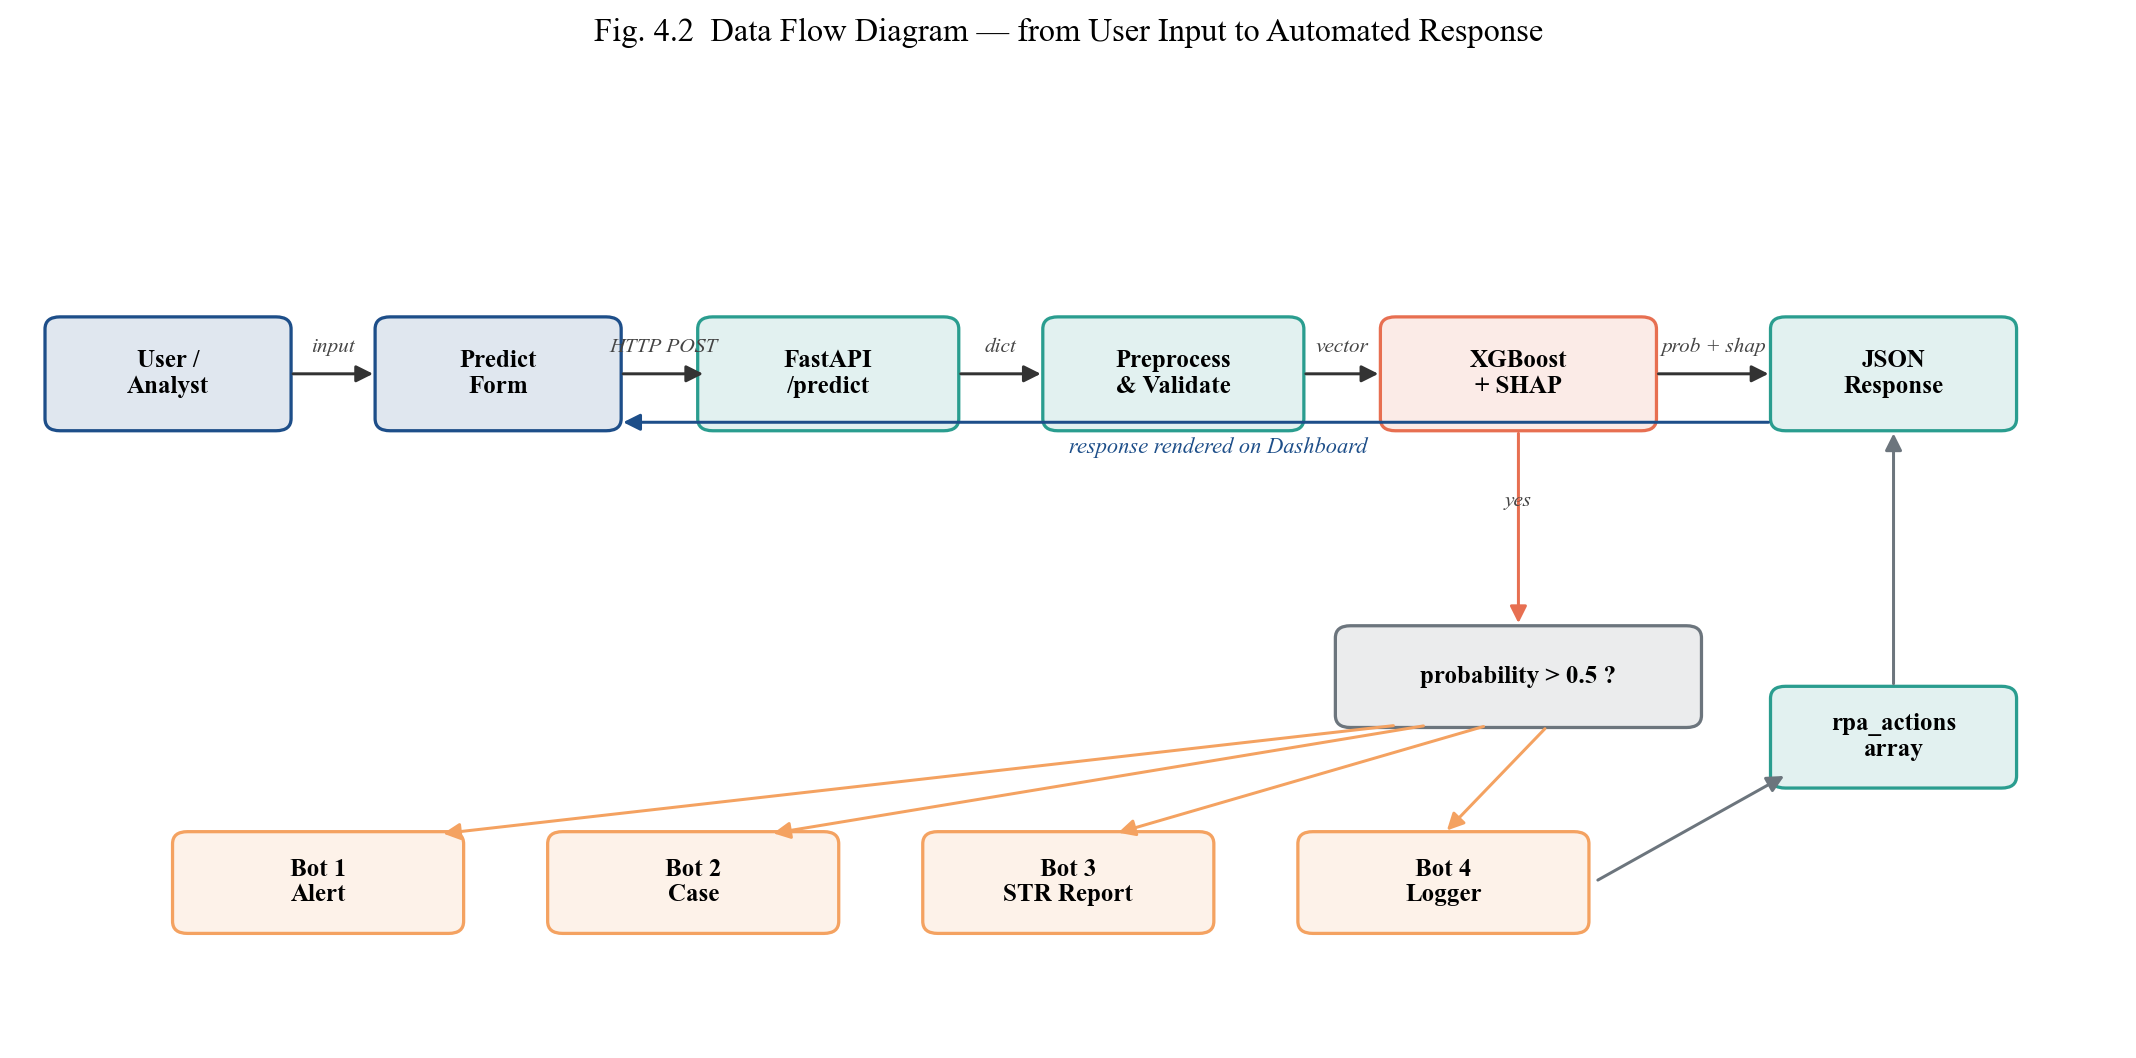 Fig. 4.2  Data Flow Diagram — from User Input to Automated Response
User /
Analyst
input
Predict
Form
HTTP POST
FastAPI
/predict
dict
Preprocess
& Validate
vector
XGBoost
+ SHAP
prob + shap
JSON
Response
response rendered on Dashboard
yes
probability > 0.5 ?
rpa_actions
array
Bot 1
Alert
Bot 2
Case
Bot 3
STR Report
Bot 4
Logger